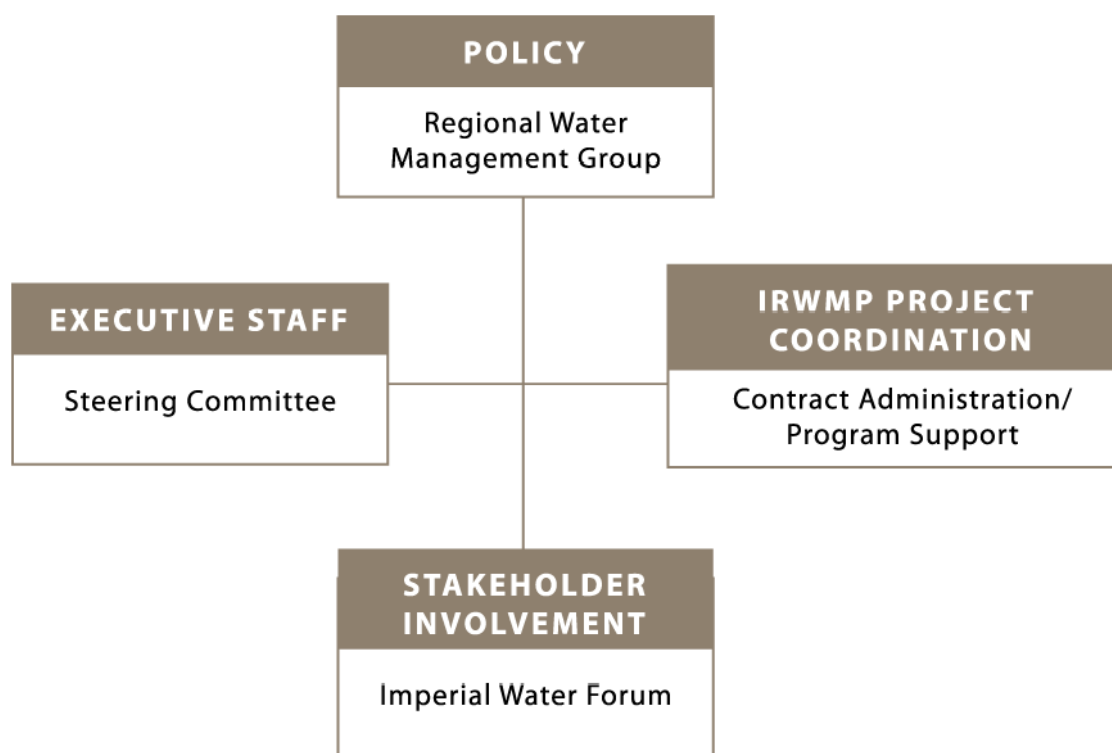 POLICY
Regional Water
Management Group
EXECUTIVE STAFF
Steering Committee
IRWMP PROJECT
COORDINATION
Contract Administration/
Program Support
STAKEHOLDER
INVOLVEMENT
Imperial Water Forum